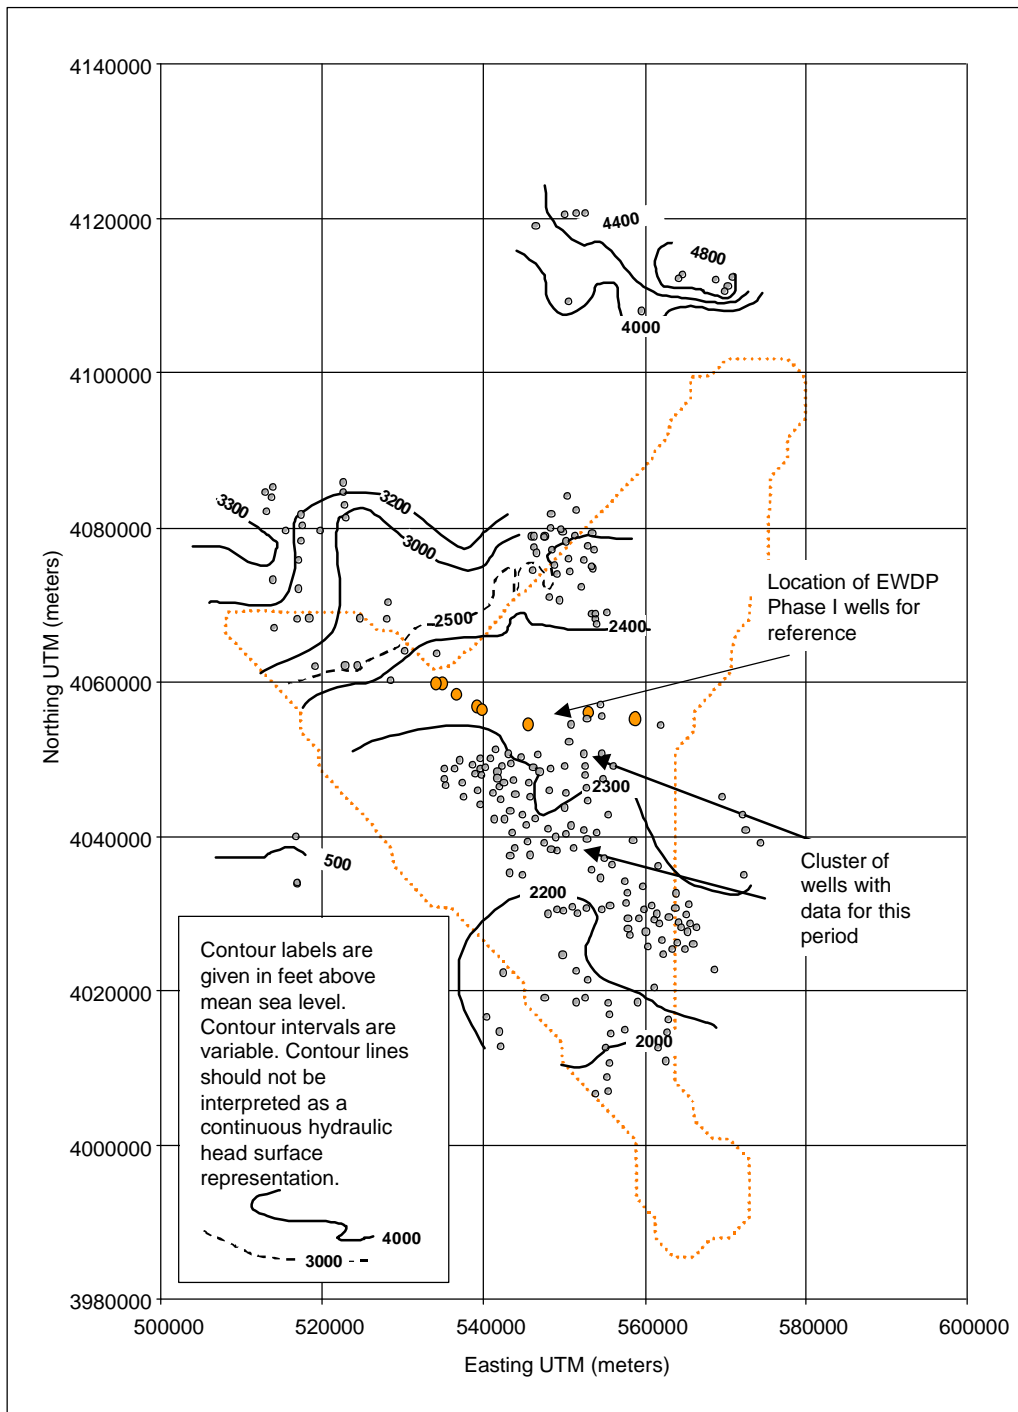 4140000
4120000
4400
4800
4000
4100000
3300
3200
3000
4080000
Location of EWDP
Phase I wells for
reference
2500
2400
4060000
2300
4040000
500
Cluster of
wells with
data for this
period
2200
Contour labels are
given in feet above
mean sea level.
Contour intervals are
variable. Contour lines
should not be
interpreted as a
continuous hydraulic
head surface
representation.
4020000
2000
4000000
4000
3000
3980000
Northing UTM (meters)
500000
520000
540000
560000
580000
600000
Easting UTM (meters)